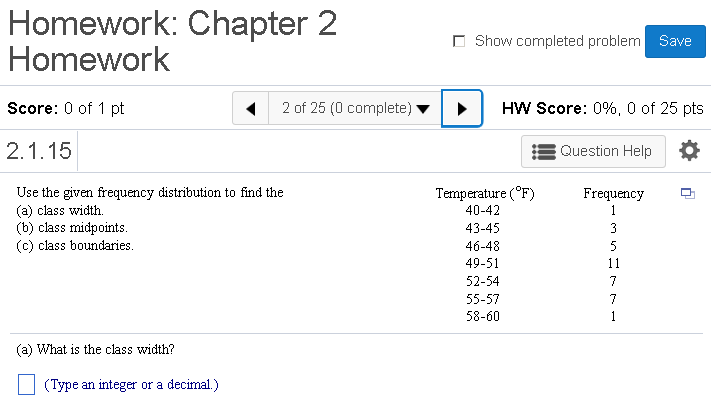 Homework: Chapter 2
Homework
Show completed problem
Save
Score: 0 of 1 pt
2 of 25 (0 complete)
HW Score: 0%, 0 of 25 pts
2.1.15
Question Help
Use the given frequency distribution to find the
(a) class width.
(b) class midpoints.
(c) class boundaries.
Temperature (°F) Frequency
40-42 1
43-45 3
46-48 5
49-51 11
52-54 7
55-57 7
58-60 1
(a) What is the class width?
(Type an integer or a decimal.)